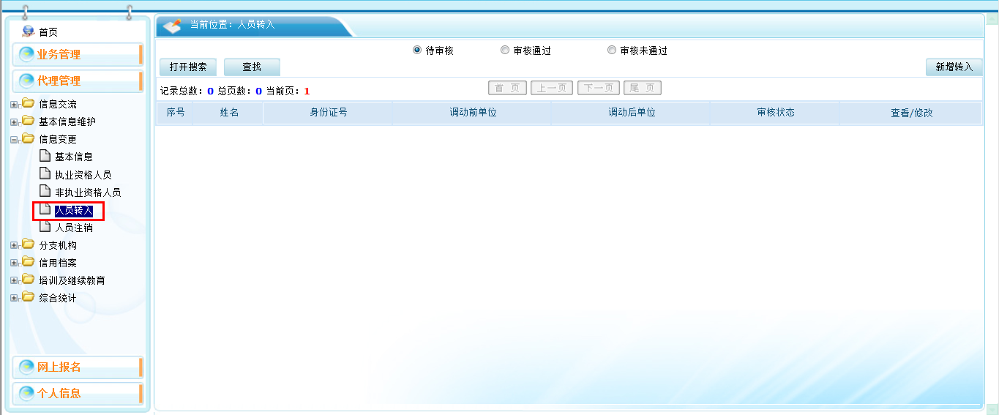 首页
业务管理
代理管理
信息交流
基本信息维护
信息变更
基本信息
执业资格人员
非执业资格人员
人员转入
人员注销
分支机构
信用档案
培训及继续教育
综合统计
网上报名
个人信息
当前位置：人员转入
待审核 审核通过 审核未通过
打开搜索 查找 新增转入
记录总数：0 总页数：0 当前页：1 首 页 上一页 下一页 尾 页
序号 姓名 身份证号 调动前单位 调动后单位 审核状态 查看/修改